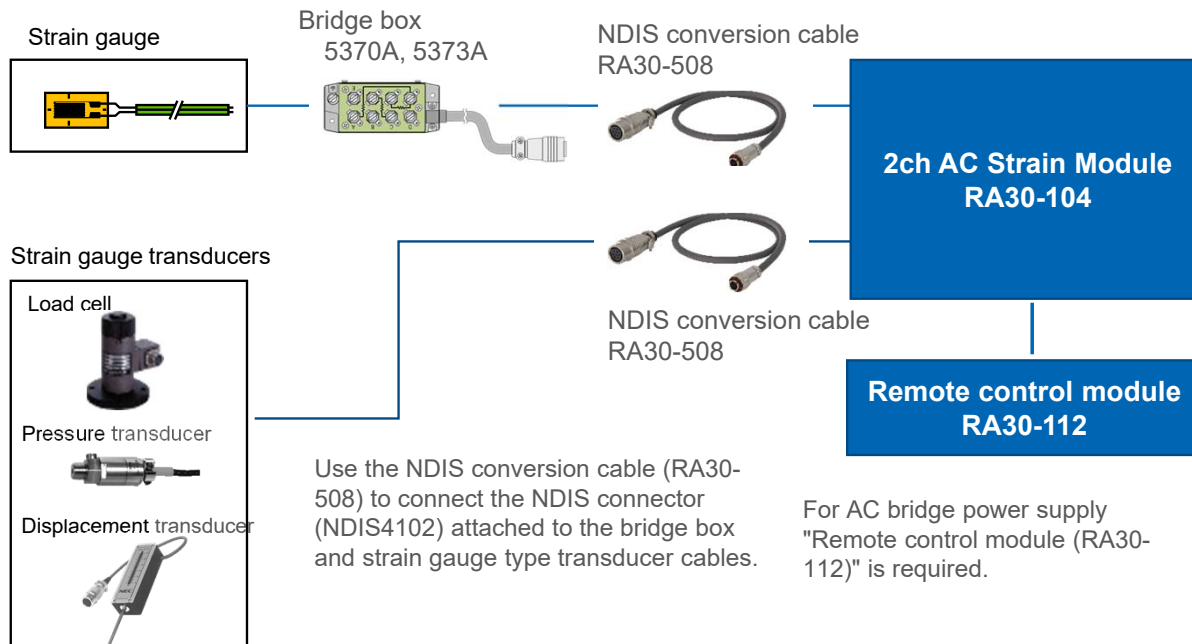 Strain gauge
Bridge box
5370A, 5373A
NDIS conversion cable
RA30-508
2ch AC Strain Module
RA30-104
Strain gauge transducers
Load cell
Pressure transducer
Displacement transducer
NDIS conversion cable
RA30-508
Remote control module
RA30-112
Use the NDIS conversion cable (RA30-
508) to connect the NDIS connector
(NDIS4102) attached to the bridge box
and strain gauge type transducer cables.
For AC bridge power supply
"Remote control module (RA30-
112)" is required.